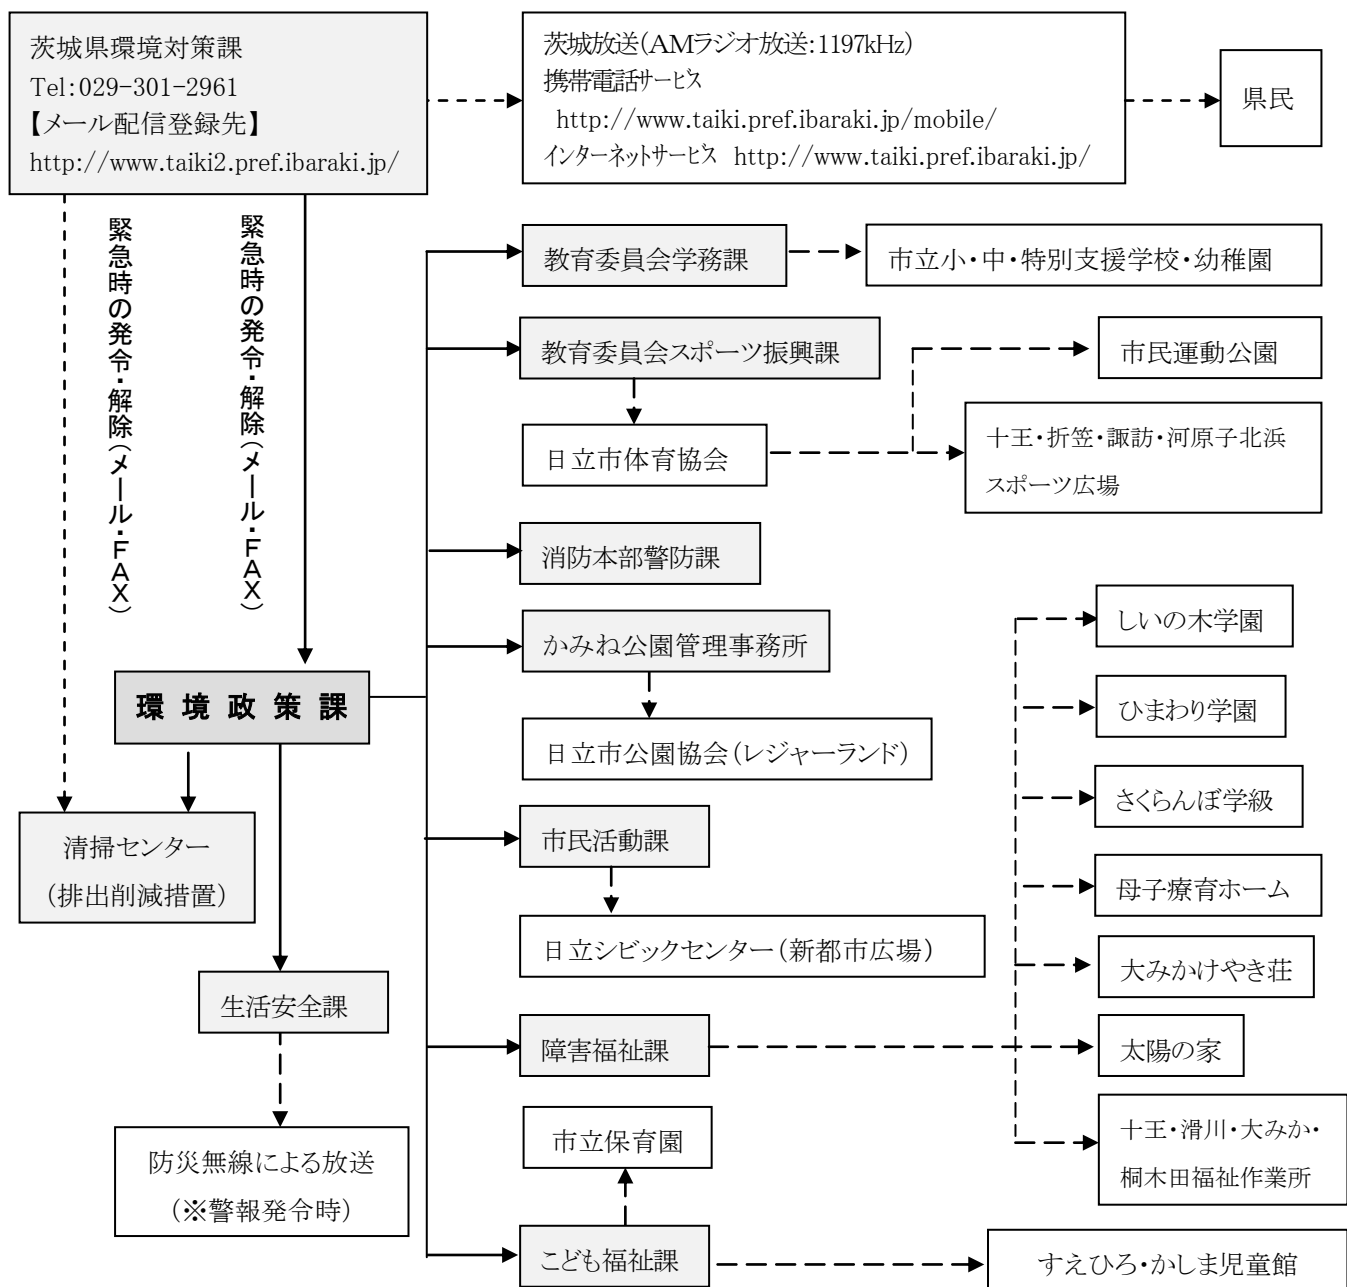 茨城県環境対策課
Tel:029-301-2961
【メール配信登録先】
http://www.taiki2.pref.ibaraki.jp/
茨城放送(AMラジオ放送:1197kHz)
携帯電話サービス
http://www.taiki.pref.ibaraki.jp/mobile/
インターネットサービス http://www.taiki.pref.ibaraki.jp/
県民
緊急時の発令・解除(メール・FAX)
緊急時の発令・解除(メール・FAX)
教育委員会学務課
市立小・中・特別支援学校・幼稚園
教育委員会スポーツ振興課
市民運動公園
日立市体育協会
十王・折笠・諏訪・河原子北浜
スポーツ広場
消防本部警防課
かみね公園管理事務所
しいの木学園
環境政策課
日立市公園協会(レジャーランド)
ひまわり学園
さくらんぼ学級
清掃センター
(排出削減措置)
市民活動課
母子療育ホーム
日立シビックセンター(新都市広場)
大みかけやき荘
生活安全課
障害福祉課
太陽の家
市立保育園
十王・滑川・大みか・
桐木田福祉作業所
防災無線による放送
(※警報発令時)
こども福祉課
すえひろ・かしま児童館